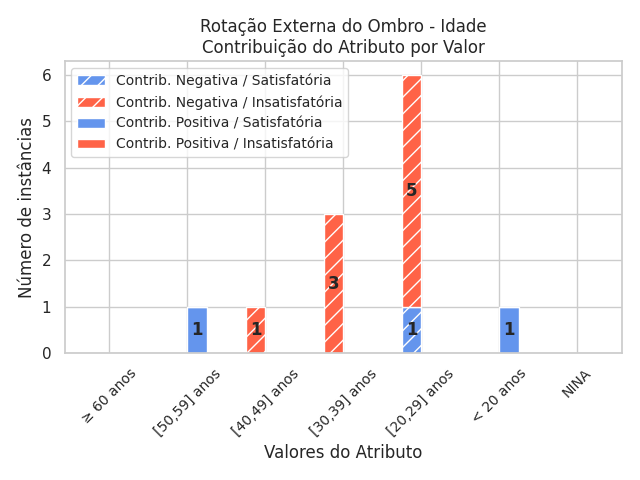 Rotação Externa do Ombro - Idade
Contribuição do Atributo por Valor
Contrib. Negativa / Satisfatória
Contrib. Negativa / Insatisfatória
Contrib. Positiva / Satisfatória
Contrib. Positiva / Insatisfatória
Número de instâncias
6
5
4
3
2
1
0
1
1
3
5
1
1
≥ 60 anos
[50,59] anos
[40,49] anos
[30,39] anos
[20,29] anos
< 20 anos
NINA
Valores do Atributo